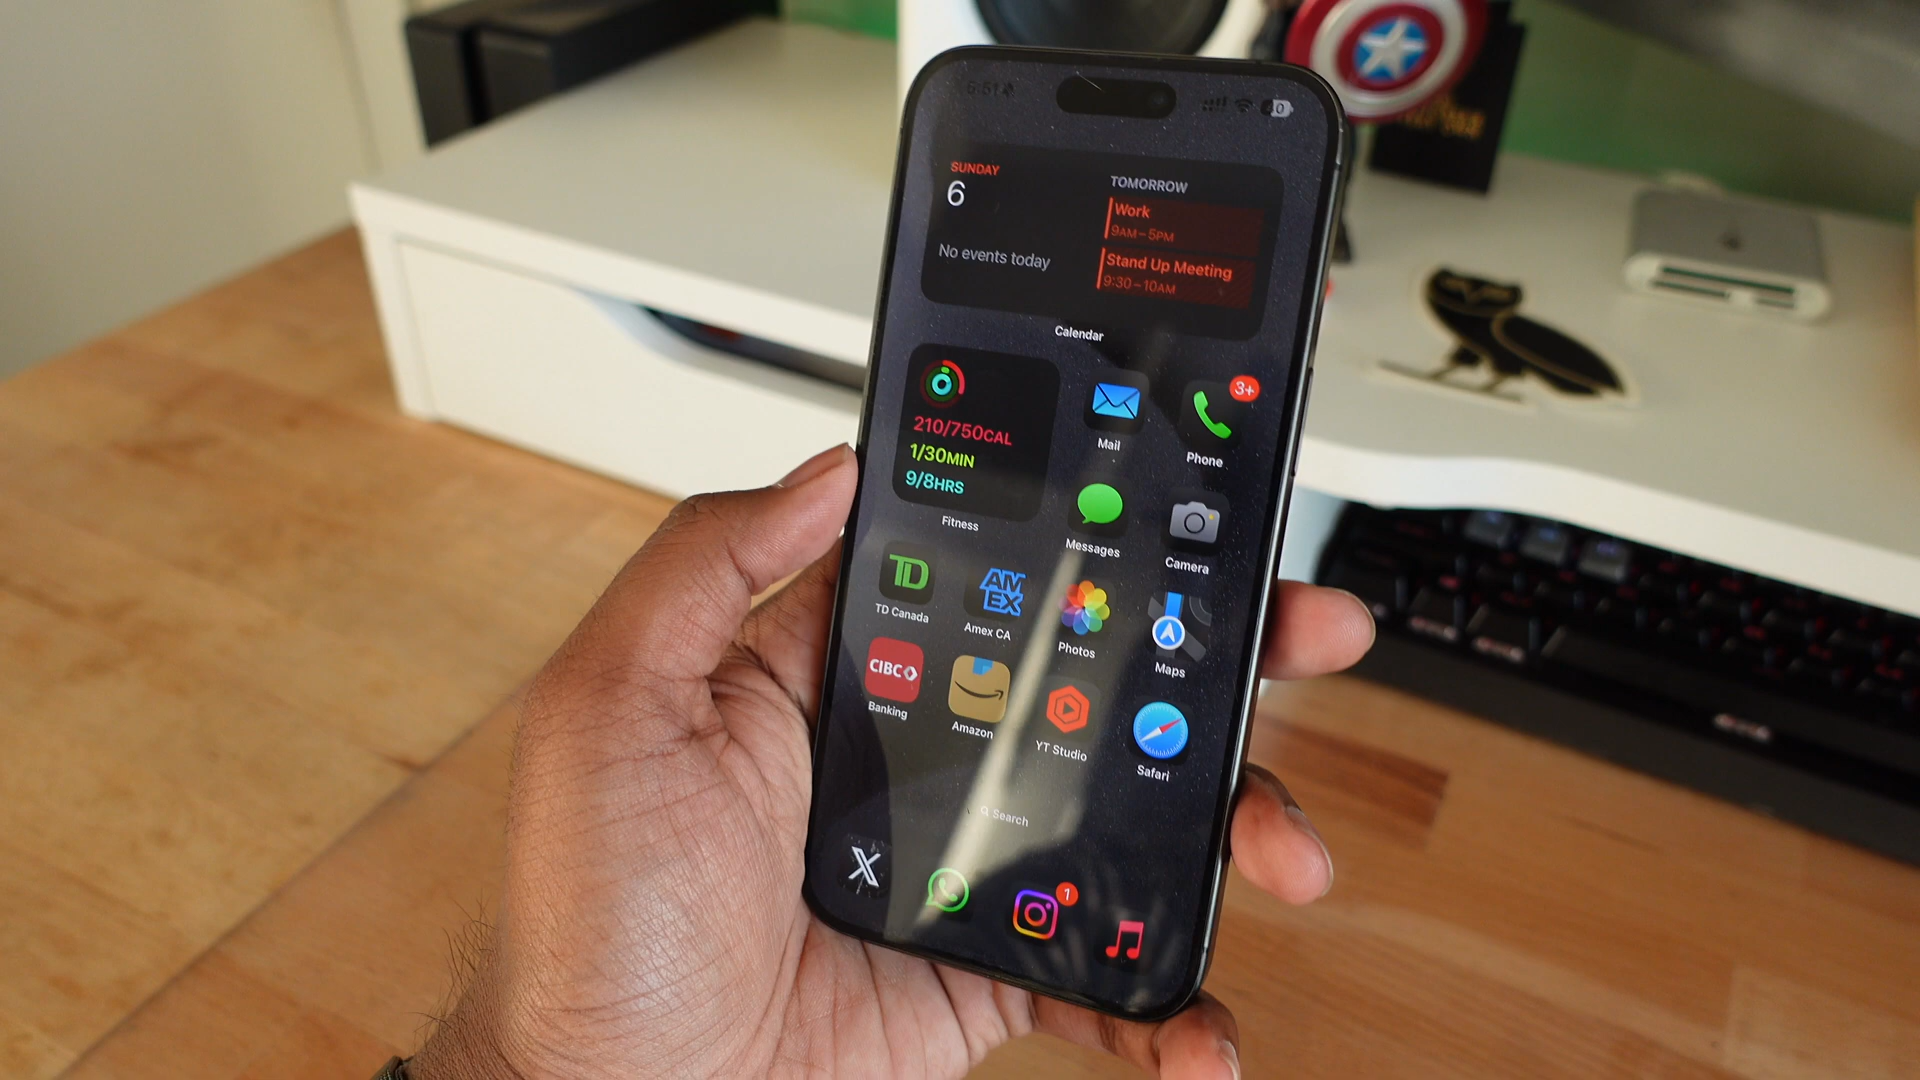 5:51
SUNDAY
6
No events today
TOMORROW
Work
9AM–5PM
Stand Up Meeting
9:30–10AM
Calendar
210/750CAL
1/30MIN
9/8HRS
Fitness
Mail
3+
Phone
Messages
Camera
TD
TD Canada
AM
EX
Amex CA
Photos
Maps
CIBC
Banking
Amazon
YT Studio
Safari
Search
1